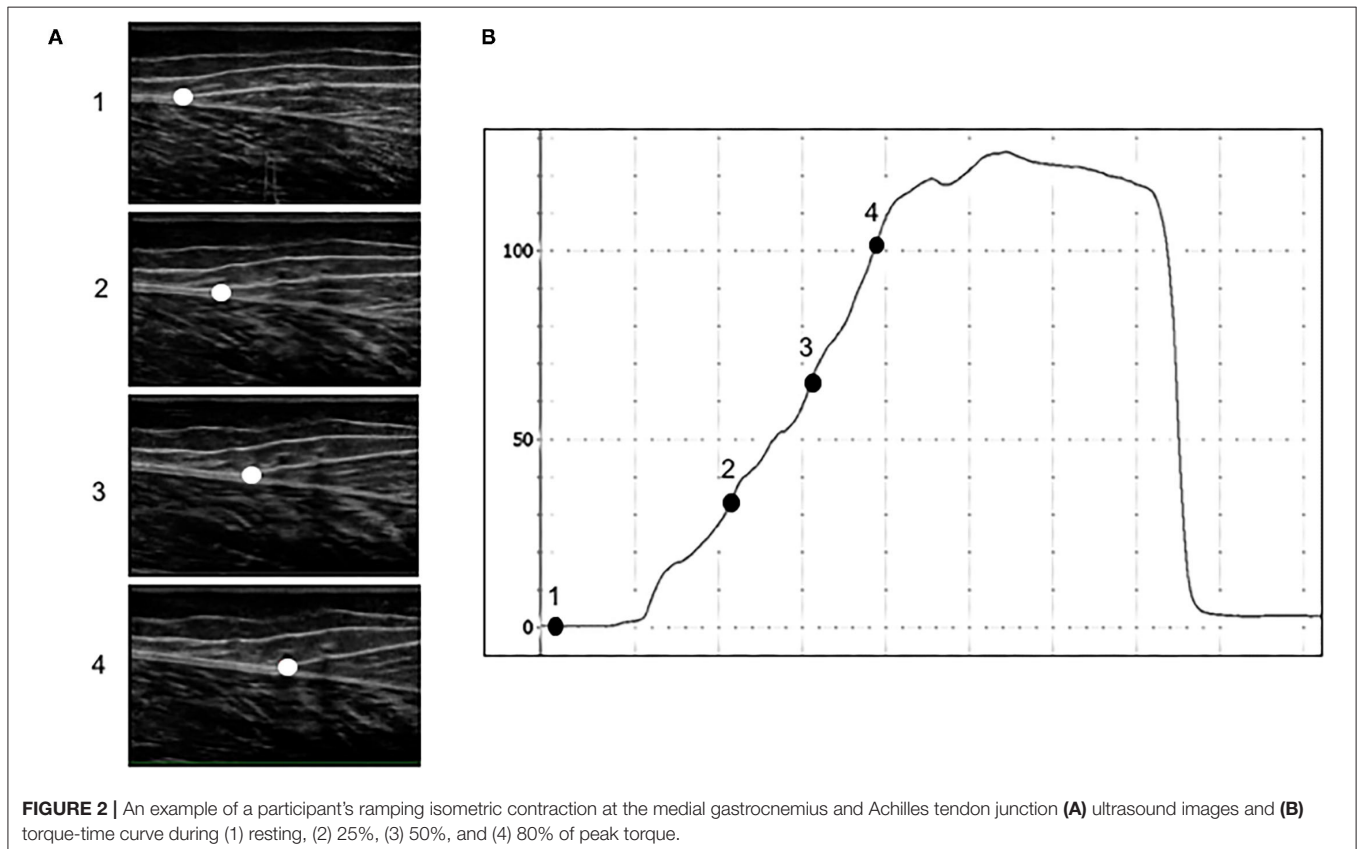 A
B
1
2
3
4
100
50
0
1
2
3
4
FIGURE 2 | An example of a participant's ramping isometric contraction at the medial gastrocnemius and Achilles tendon junction (A) ultrasound images and (B)
torque-time curve during (1) resting, (2) 25%, (3) 50%, and (4) 80% of peak torque.